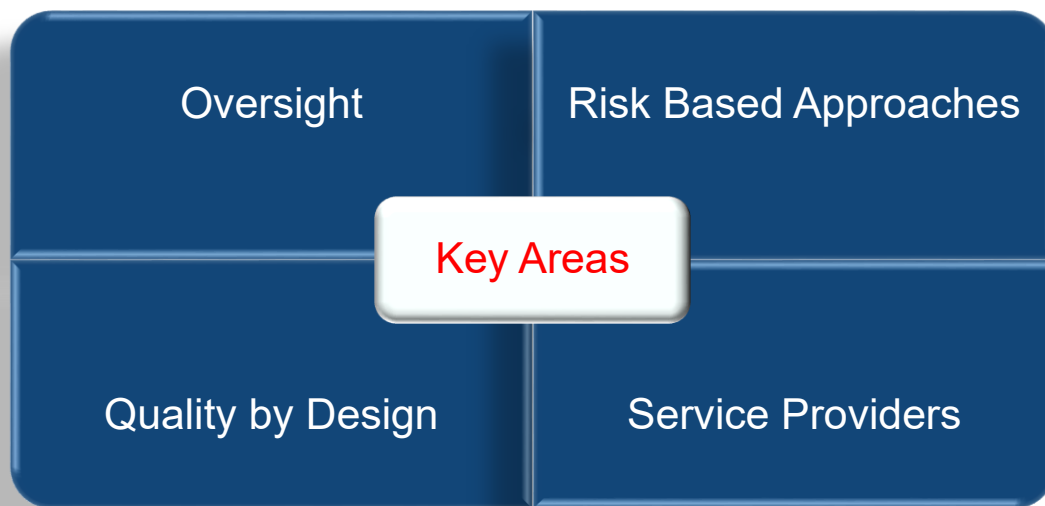 Oversight
Risk Based Approaches
Key Areas
Quality by Design
Service Providers